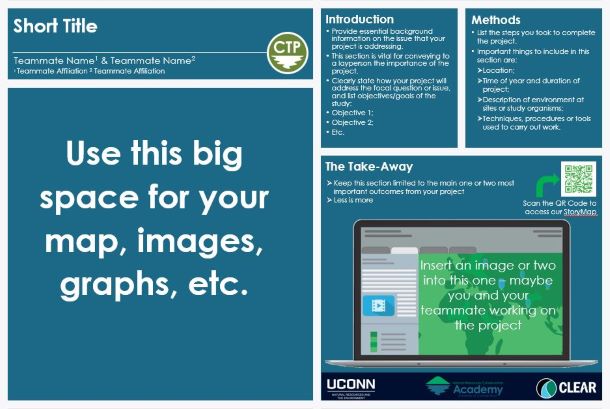 Short Title
CTP
Teammate Name¹ & Teammate Name²
¹ Teammate Affiliation ² Teammate Affiliation
Use this big
space for your
map, images,
graphs, etc.
Introduction
• Provide essential background
information on the issue that your
project is addressing.
• This section is vital for conveying to
a layperson the importance of the
project.
• Clearly state how your project will
address the focal question or issue,
and list objectives/goals of the
study:
• Objective 1;
• Objective 2;
• Etc.
Methods
• List the steps you took to complete
the project.
• Important things to include in this
section are:
➤Location;
➤Time of year and duration of
project;
➤Description of environment at
sites or study organisms;
➤Techniques, procedures or tools
used to carry out work.
The Take-Away
➤ Keep this section limited to the main one or two most
important outcomes from your project
➤ Less is more
Scan the QR Code to
access our StoryMap.
Insert an image or two
into this one – maybe
you and your
teammate working on
the project
UCONN
NATURAL RESOURCES AND
THE ENVIRONMENT
Academy
CLEAR